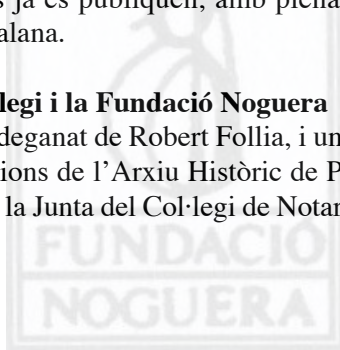 ja es publiquen, amb plena
alana.
legi i la Fundació Noguera
deganat de Robert Follia, i un
ions de l'Arxiu Històric de P
la Junta del Col·legi de Notar
FUNDACIÓ
NOGUERA